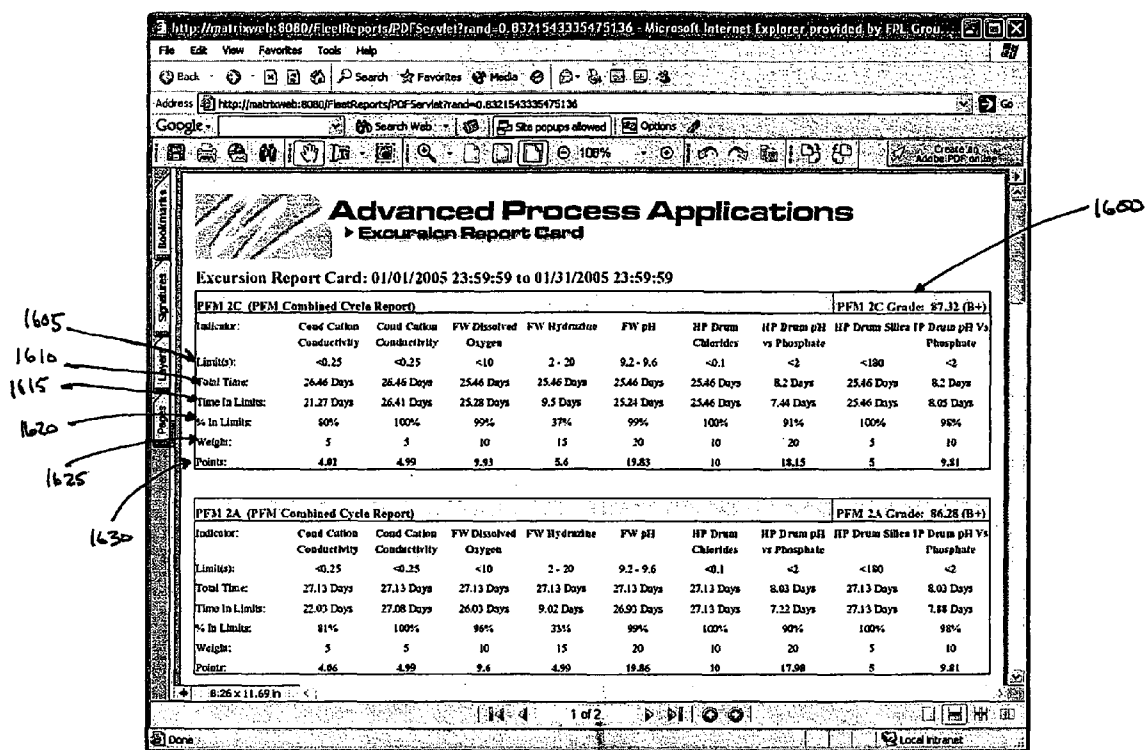 http://matrixweb:8080/FleetReports/PDFServlet?rand=0.8321543335475136 - Microsoft Internet Explorer provided by FPL Grou...
File Edit View Favorites Tools Help
Back Search Favorites Media
Address http://matrixweb:8080/FleetReports/PDFServlet?rand=0.8321543335475136 Go
Google Search Web Site popups allowed Options
100% Create an Adobe PDF online
Bookmarks
Signatures
Layers
Pages
Advanced Process Applications
Excursion Report Card
1600
Excursion Report Card: 01/01/2005 23:59:59 to 01/31/2005 23:59:59
PFM 2C (PFM Combined Cycle Report) PFM 2C Grade: 87.32 (B+)
Indicator: Cond Cation Cond Cation FW Dissolved FW Hydrazine FW pH HP Drum HP Drum pH HP Drum Silica IP Drum pH Vs
Conductivity Conductivity Oxygen Chlorides vs Phosphate Phosphate
1605
Limit(s): <0.25 <0.25 <10 2 - 20 9.2 - 9.6 <0.1 <2 <180 <2
1610
Total Time: 26.46 Days 26.46 Days 25.46 Days 25.46 Days 25.46 Days 25.46 Days 8.2 Days 25.46 Days 8.2 Days
1615
Time In Limits: 21.27 Days 26.41 Days 25.28 Days 9.5 Days 25.24 Days 25.46 Days 7.44 Days 25.46 Days 8.05 Days
1620
% In Limits: 80% 100% 99% 37% 99% 100% 91% 100% 98%
1625
Weight: 5 5 10 15 20 10 20 5 10
1630
Points: 4.02 4.99 9.93 5.6 19.83 10 18.15 5 9.81
PFM 2A (PFM Combined Cycle Report) PFM 2A Grade: 86.28 (B+)
Indicator: Cond Cation Cond Cation FW Dissolved FW Hydrazine FW pH HP Drum HP Drum pH HP Drum Silica IP Drum pH Vs
Conductivity Conductivity Oxygen Chlorides vs Phosphate Phosphate
Limit(s): <0.25 <0.25 <10 2 - 20 9.2 - 9.6 <0.1 <2 <180 <2
Total Time: 27.13 Days 27.13 Days 27.13 Days 27.13 Days 27.13 Days 27.13 Days 8.03 Days 27.13 Days 8.03 Days
Time In Limits: 22.03 Days 27.08 Days 26.03 Days 9.02 Days 26.93 Days 27.13 Days 7.22 Days 27.13 Days 7.88 Days
% In Limits: 81% 100% 96% 33% 99% 100% 90% 100% 98%
Weight: 5 5 10 15 20 10 20 5 10
Points: 4.06 4.99 9.6 4.99 19.86 10 17.98 5 9.81
8.26 x 11.69 in
1 of 2
Done Local intranet